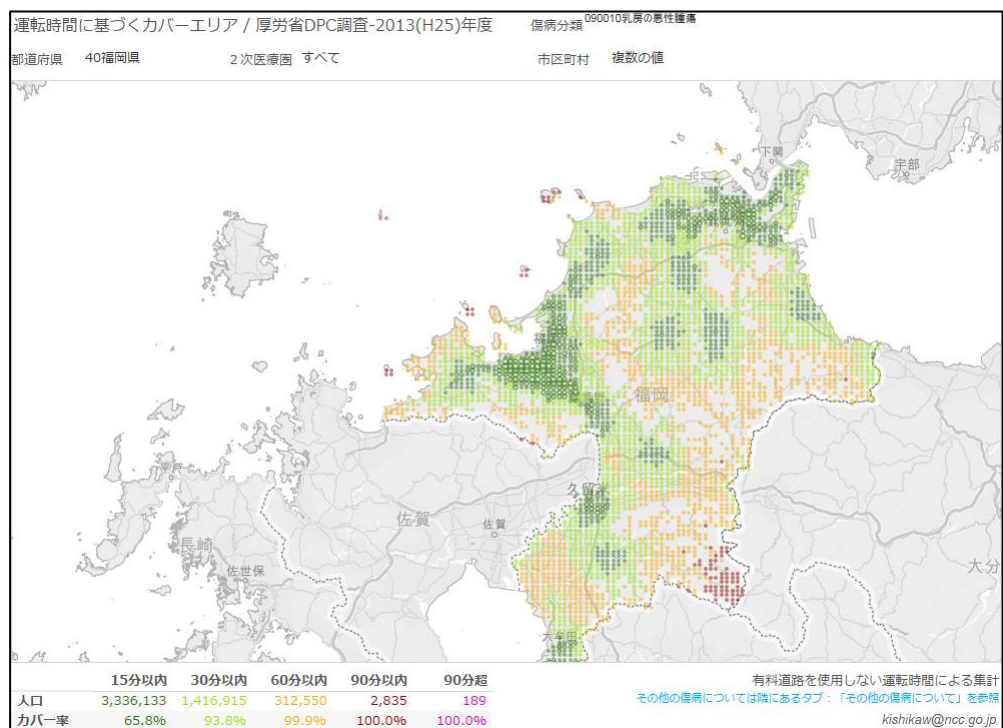 運転時間に基づくカバーエリア / 厚労省DPC調査-2013(H25)年度 傷病分類 090010乳房の悪性腫瘍
都道府県 40福岡県 2次医療圏 すべて 市区町村 複数の値
下関
宇部
福岡
平戸
久留米
佐賀
佐賀
長崎
佐世保
大分
大牟田
15分以内 30分以内 60分以内 90分以内 90分超
人口 3,336,133 1,416,915 312,550 2,835 189
カバー率 65.8% 93.8% 99.9% 100.0% 100.0%
有料道路を使用しない運転時間による集計
その他の傷病については隣にあるタブ：「その他の傷病について」を参照
kishikaw@ncc.go.jp